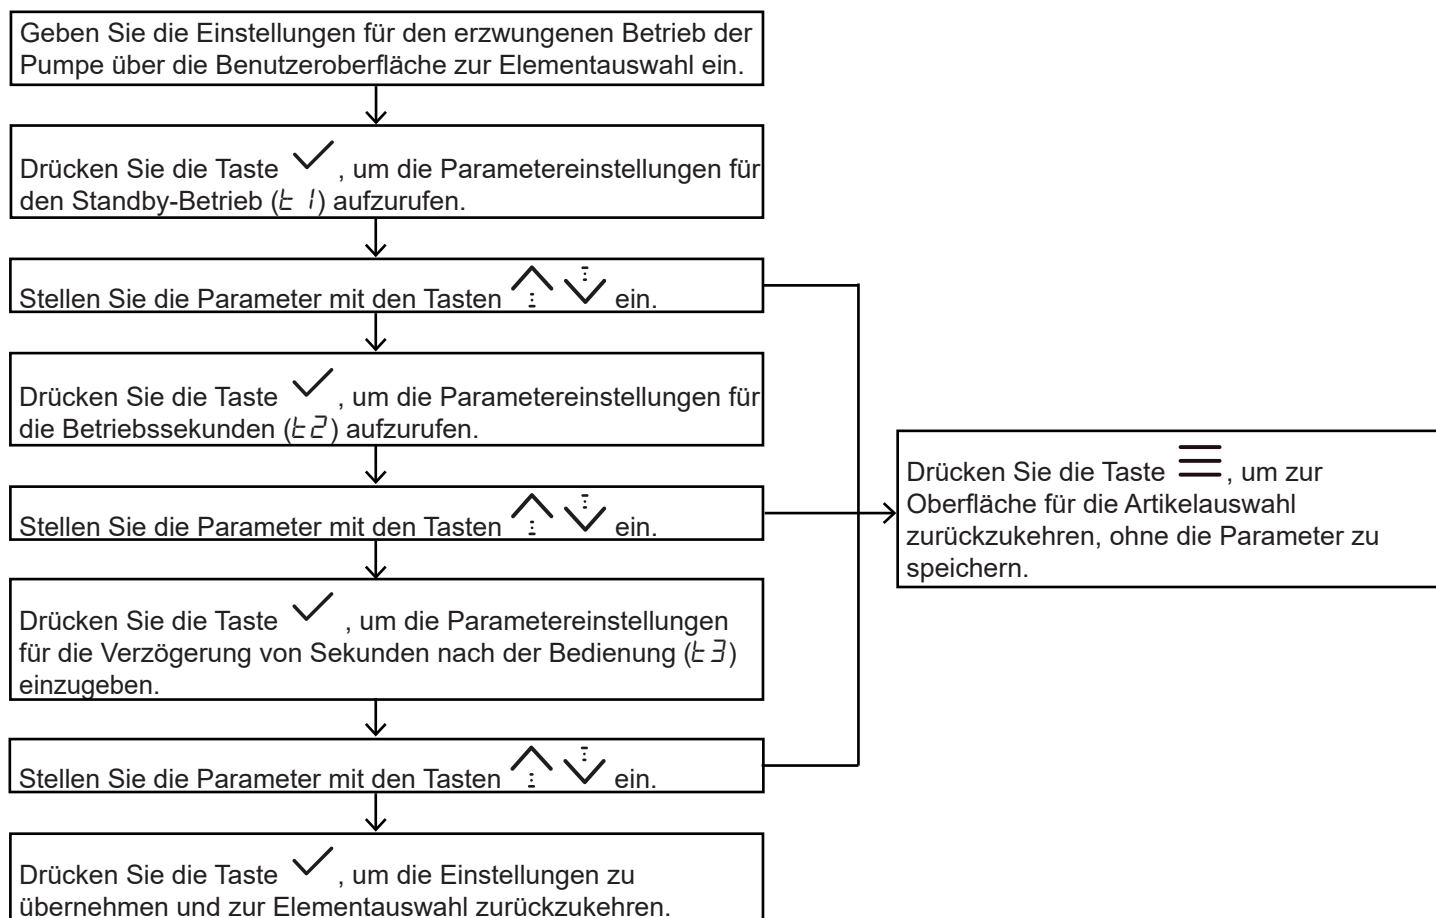 Geben Sie die Einstellungen für den erzwungenen Betrieb der
Pumpe über die Benutzeroberfläche zur Elementauswahl ein.
Drücken Sie die Taste , um die Parametereinstellungen für
den Standby-Betrieb (t 1) aufzurufen.
Stellen Sie die Parameter mit den Tasten ein.
Drücken Sie die Taste , um die Parametereinstellungen für
die Betriebssekunden (t2) aufzurufen.
Stellen Sie die Parameter mit den Tasten ein.
Drücken Sie die Taste , um die Parametereinstellungen
für die Verzögerung von Sekunden nach der Bedienung (t3)
einzugeben.
Stellen Sie die Parameter mit den Tasten ein.
Drücken Sie die Taste , um die Einstellungen zu
übernehmen und zur Elementauswahl zurückzukehren.
Drücken Sie die Taste , um zur
Oberfläche für die Artikelauswahl
zurückzukehren, ohne die Parameter zu
speichern.